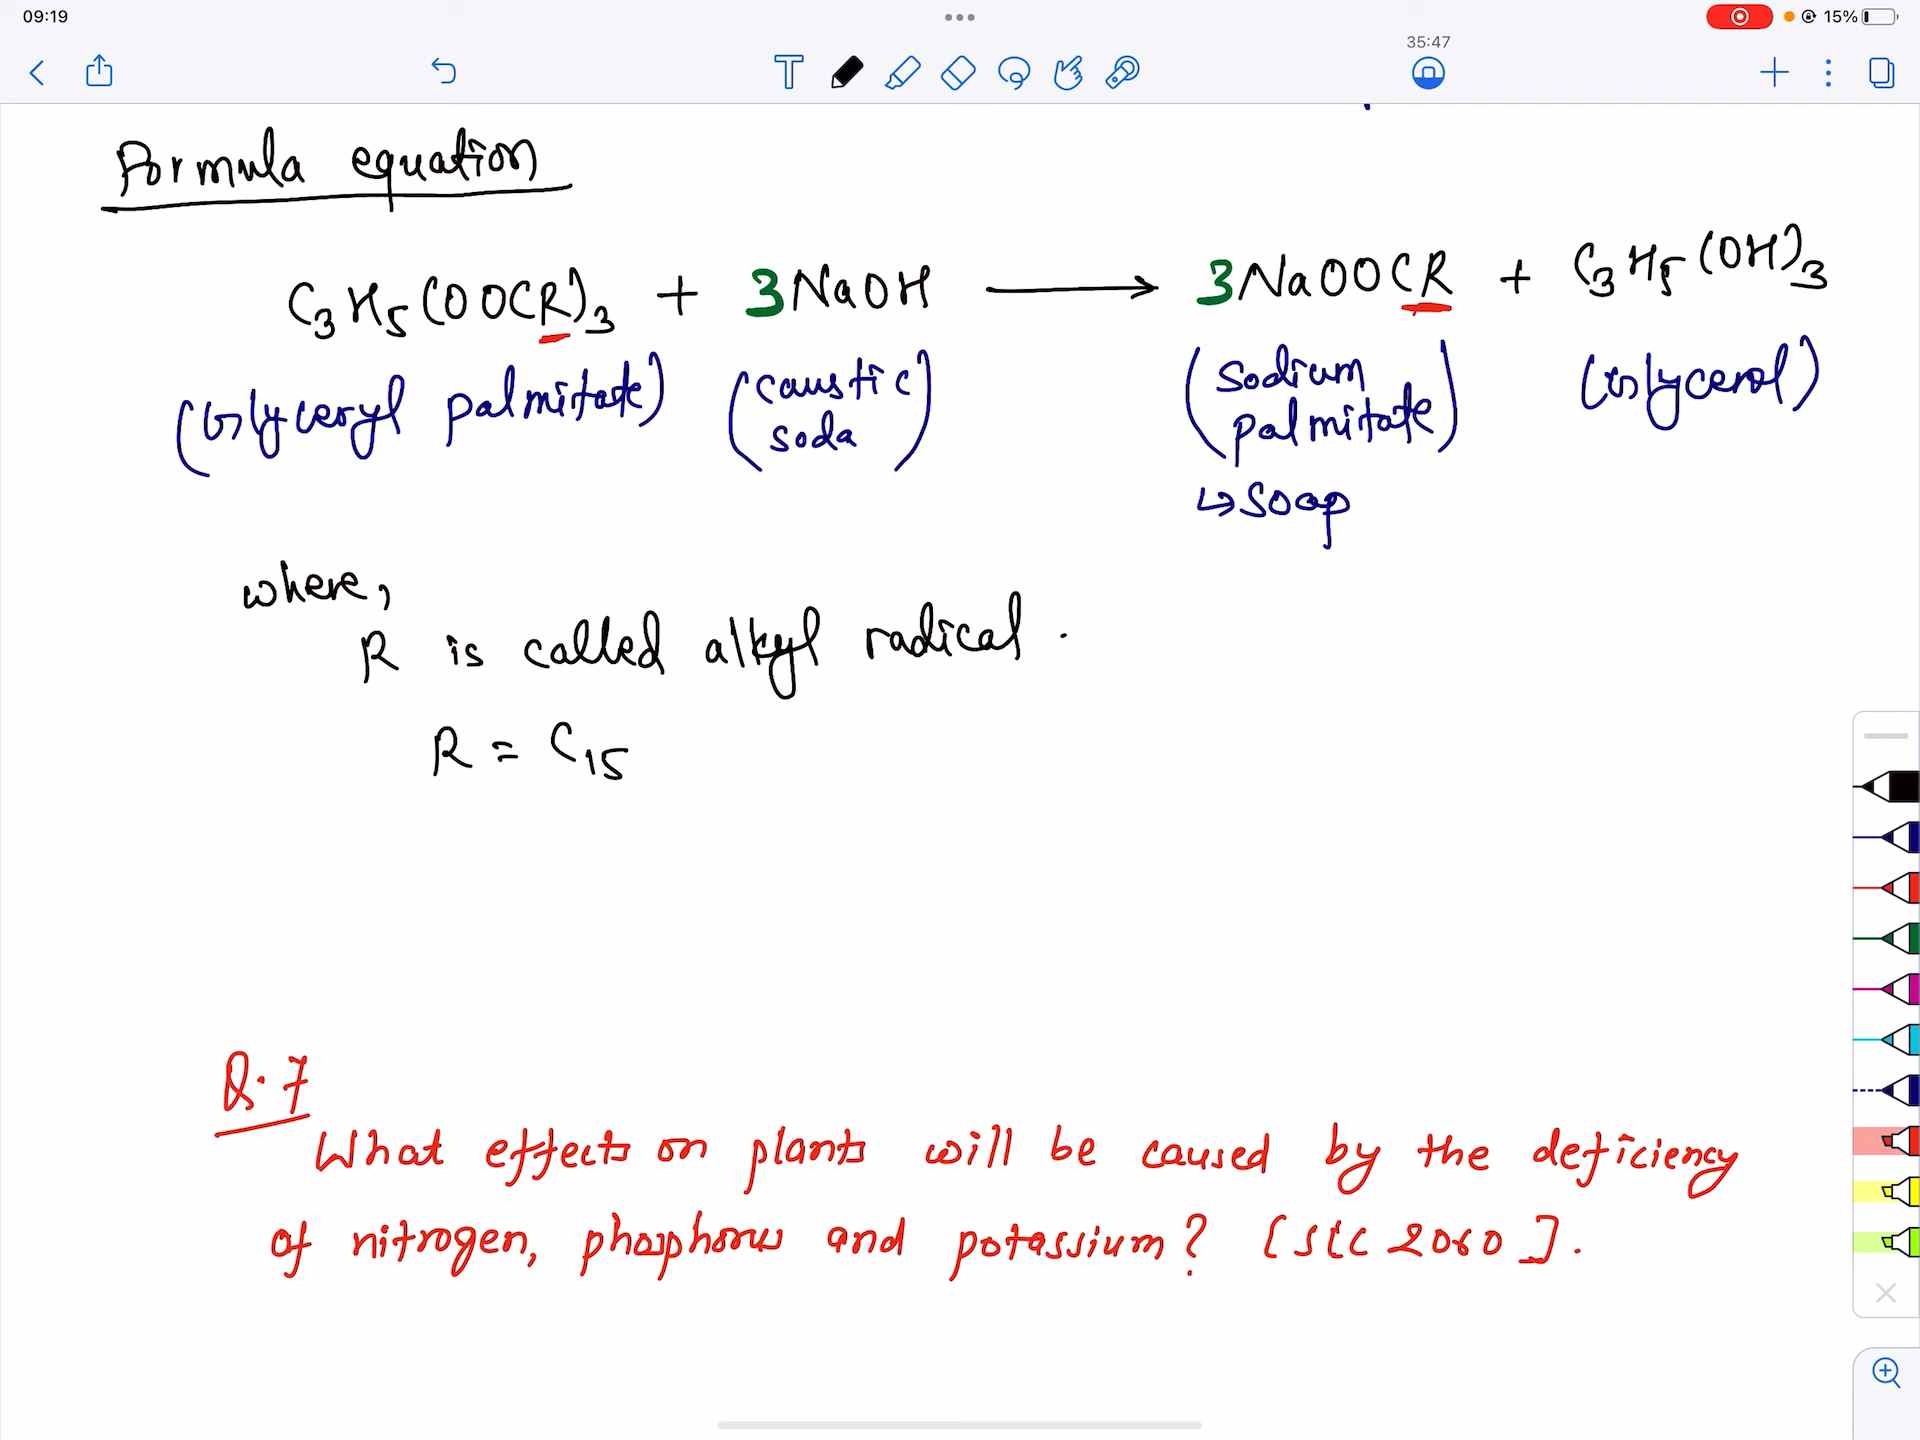 09:19
15%
35:47
T
Formula equation
C₃H₅(OOCR)₃ + 3NaOH ⟶ 3NaOOCR + C₃H₅(OH)₃
(Glyceryl palmitate) (caustic soda) (sodium palmitate) (Glycerol)
↳ soap
where,
R is called alkyl radical.
R = C₁₅
Q.7
What effects on plants will be caused by the deficiency
of nitrogen, phosphorus and potassium? [SLC 2060].